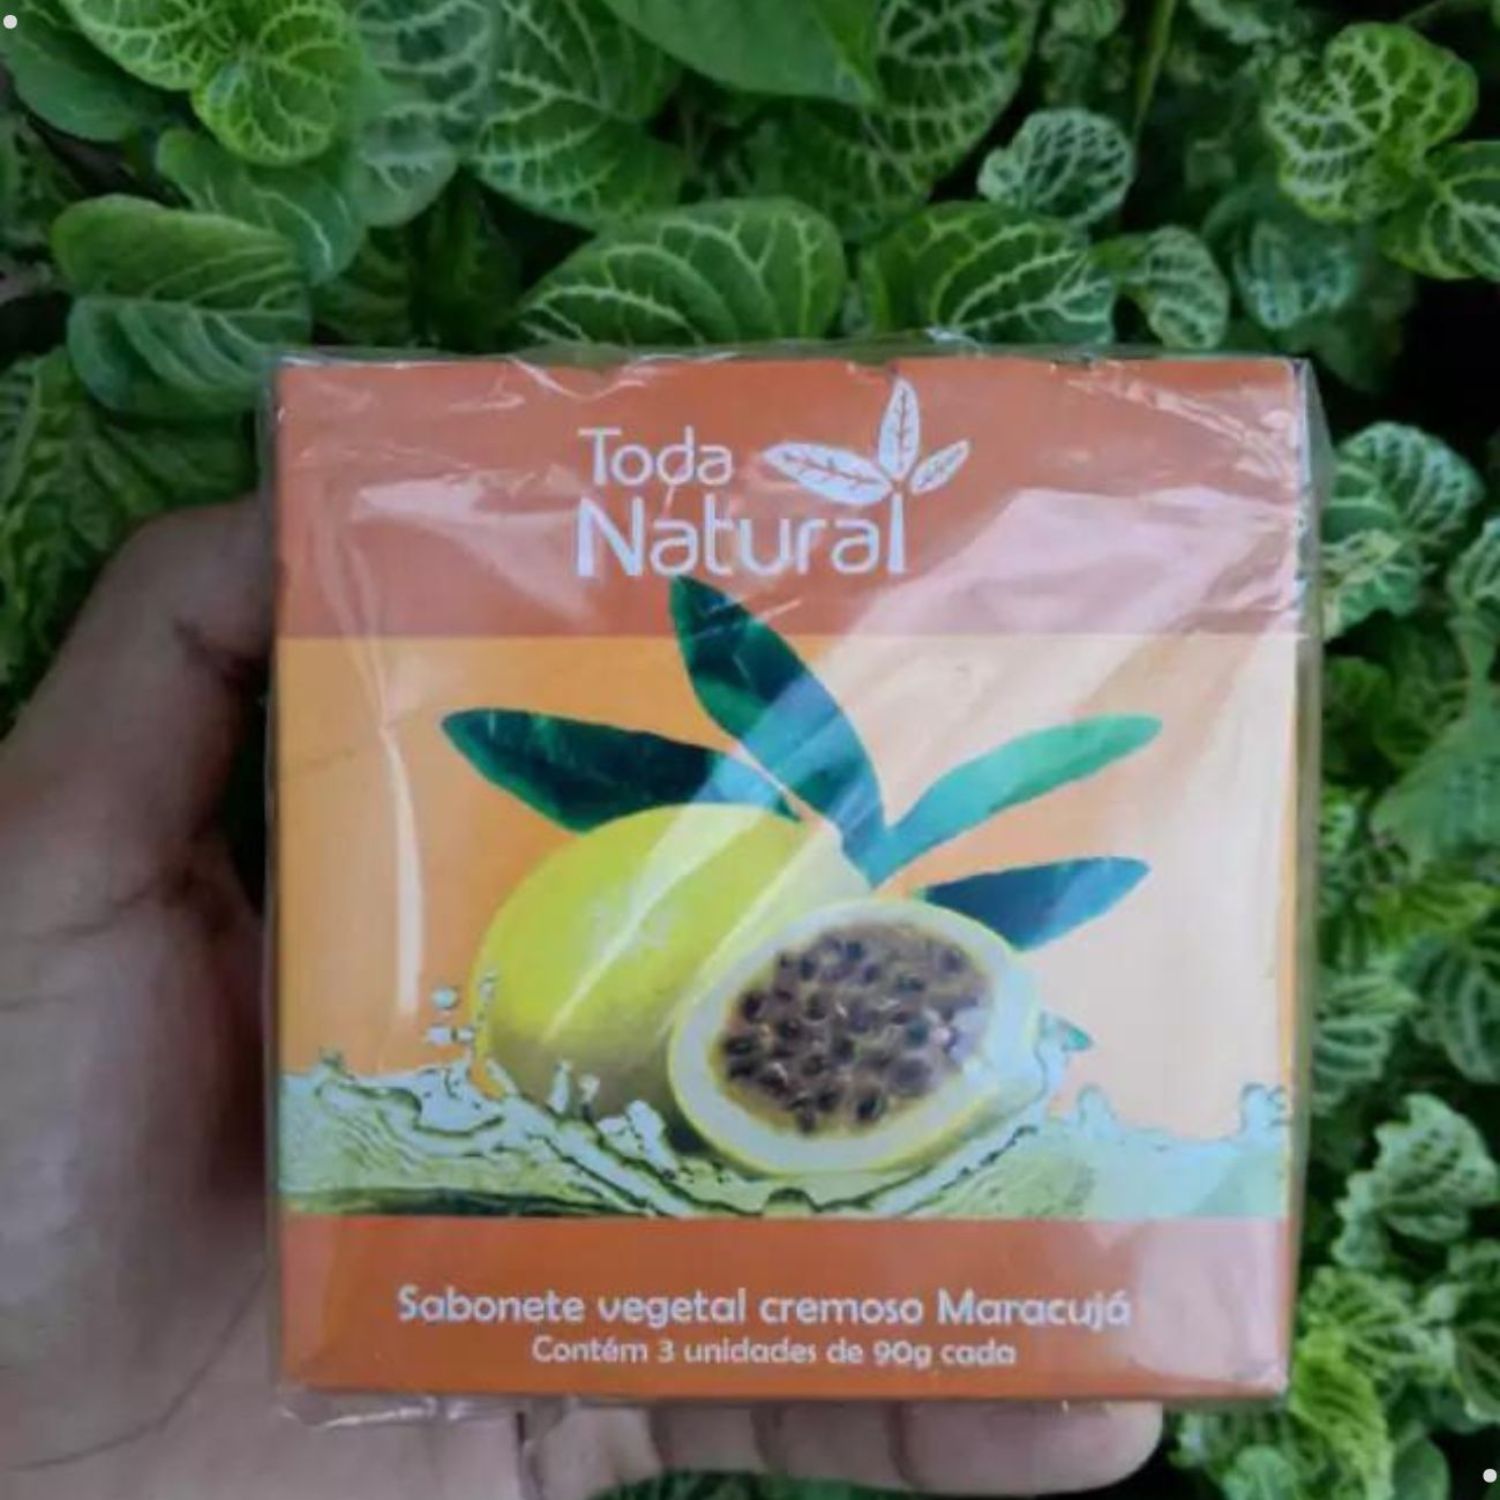 Toda
Natural
Sabonete vegetal cremoso Maracujá
Contém 3 unidades de 90g cada